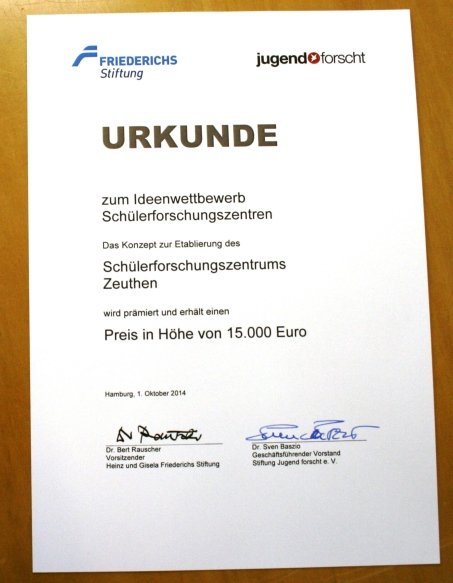 FRIEDERICHS
Stiftung
jugend forscht
URKUNDE
zum Ideenwettbewerb
Schülerforschungszentren
Das Konzept zur Etablierung des
Schülerforschungszentrums
Zeuthen
wird prämiert und erhält einen
Preis in Höhe von 15.000 Euro
Hamburg, 1. Oktober 2014
Dr. Bert Rauscher
Vorsitzender
Heinz und Gisela Friederichs Stiftung
Dr. Sven Baszio
Geschäftsführender Vorstand
Stiftung Jugend forscht e. V.